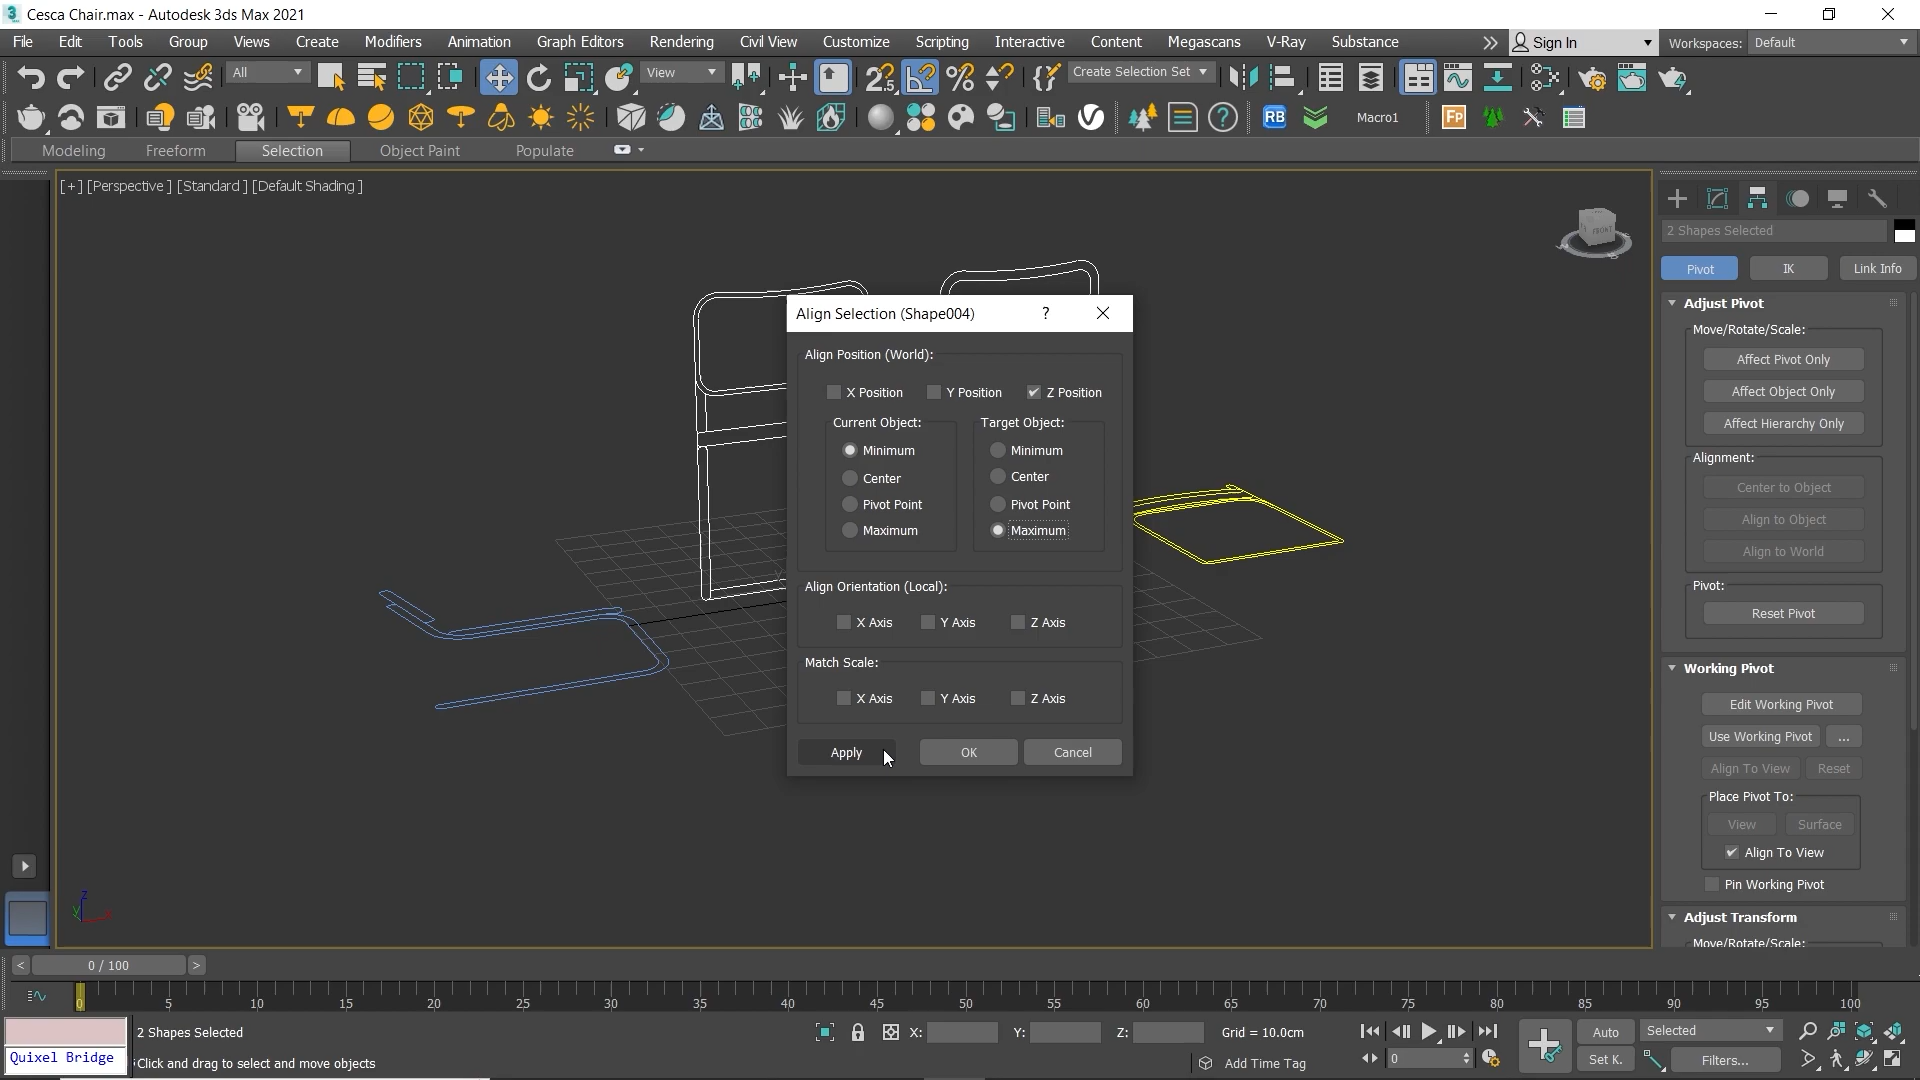 Cesca Chair.max - Autodesk 3ds Max 2021
File Edit Tools Group Views Create Modifiers Animation Graph Editors Rendering Civil View Customize Scripting Interactive Content Megascans V-Ray Substance Sign In Workspaces: Default
All View Create Selection Set
RB Macro1 FP
Modeling Freeform Selection Object Paint Populate
[+] [Perspective ] [Standard ] [Default Shading ]
FRONT
2 Shapes Selected
Pivot IK Link Info
Adjust Pivot
Move/Rotate/Scale:
Affect Pivot Only
Affect Object Only
Affect Hierarchy Only
Alignment:
Center to Object
Align to Object
Align to World
Pivot:
Reset Pivot
Working Pivot
Edit Working Pivot
Use Working Pivot ...
Align To View Reset
Place Pivot To:
View Surface
Align To View
Pin Working Pivot
Adjust Transform
Move/Rotate/Scale:
Align Selection (Shape004) ?
Align Position (World):
X Position Y Position Z Position
Current Object: Target Object:
Minimum Minimum
Center Center
Pivot Point Pivot Point
Maximum Maximum
Align Orientation (Local):
X Axis Y Axis Z Axis
Match Scale:
X Axis Y Axis Z Axis
Apply OK Cancel
Z
Y X
< 0 / 100 >
0 5 10 15 20 25 30 35 40 45 50 55 60 65 70 75 80 85 90 95 100
2 Shapes Selected X: Y: Z: Grid = 10.0cm Auto Selected
Quixel Bridge Click and drag to select and move objects Add Time Tag 0 Set K. Filters...